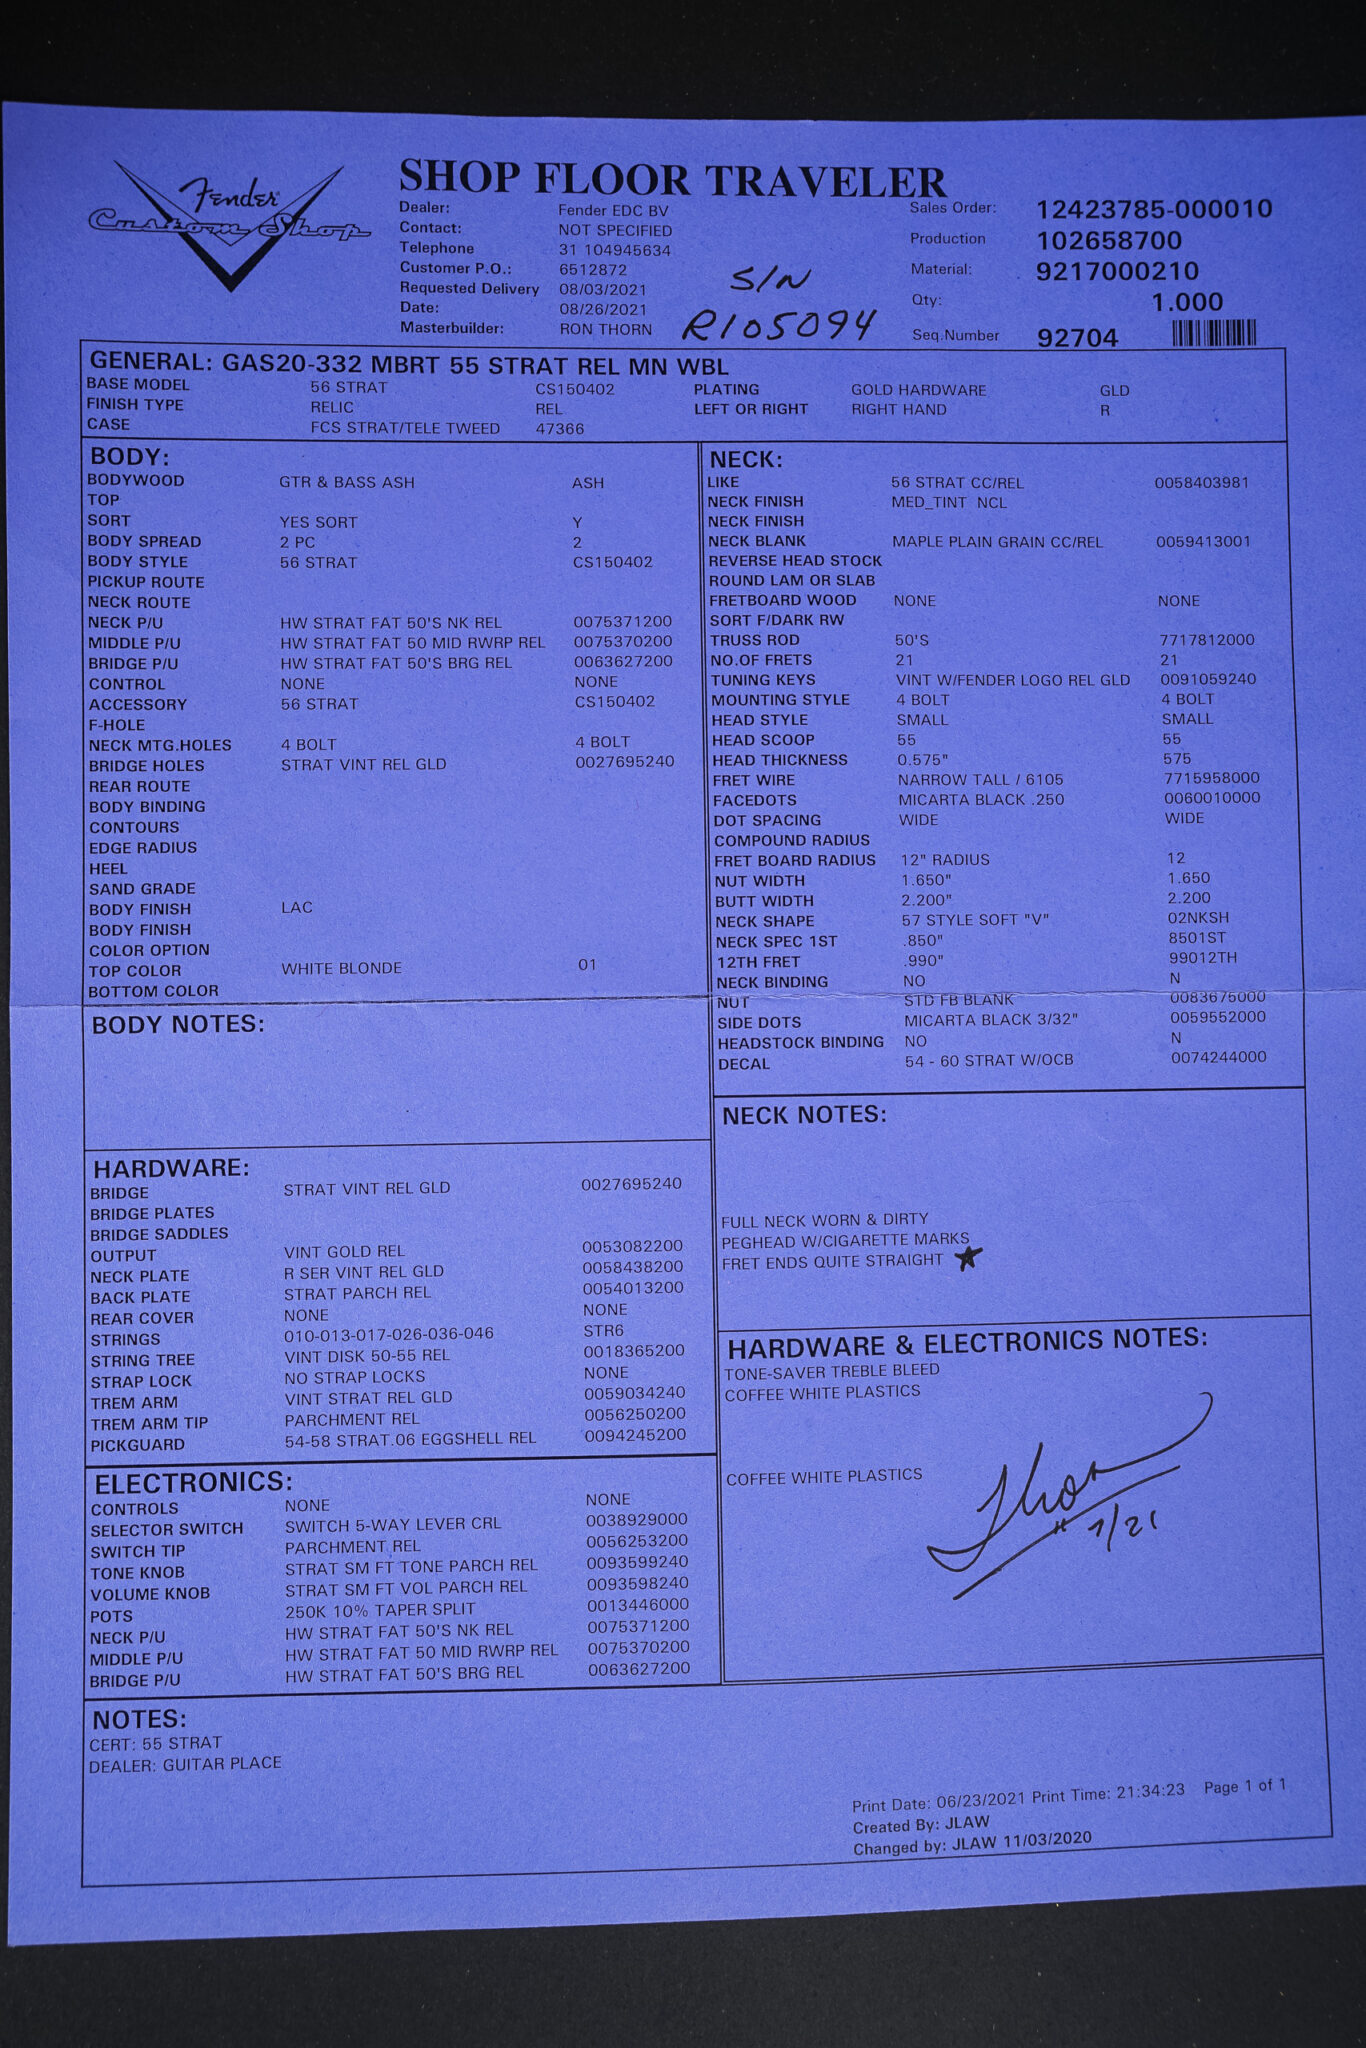 Fender
Custom Shop
SHOP FLOOR TRAVELER
Dealer: Fender EDC BV
Contact: NOT SPECIFIED
Telephone 31 104945634
Customer P.O.: 6512872
Requested Delivery 08/03/2021
Date: 08/26/2021
Masterbuilder: RON THORN
S/N
R105094
Sales Order: 12423785-000010
Production 102658700
Material: 9217000210
Qty: 1.000
Seq.Number 92704
GENERAL: GAS20-332 MBRT 55 STRAT REL MN WBL
BASE MODEL 56 STRAT CS150402 PLATING GOLD HARDWARE GLD
FINISH TYPE RELIC REL LEFT OR RIGHT RIGHT HAND R
CASE FCS STRAT/TELE TWEED 47366
BODY:
BODYWOOD GTR & BASS ASH ASH
TOP
SORT YES SORT Y
BODY SPREAD 2 PC 2
BODY STYLE 56 STRAT CS150402
PICKUP ROUTE
NECK ROUTE
NECK P/U HW STRAT FAT 50'S NK REL 0075371200
MIDDLE P/U HW STRAT FAT 50 MID RWRP REL 0075370200
BRIDGE P/U HW STRAT FAT 50'S BRG REL 0063627200
CONTROL NONE NONE
ACCESSORY 56 STRAT CS150402
F-HOLE
NECK MTG.HOLES 4 BOLT 4 BOLT
BRIDGE HOLES STRAT VINT REL GLD 0027695240
REAR ROUTE
BODY BINDING
CONTOURS
EDGE RADIUS
HEEL
SAND GRADE
BODY FINISH LAC
BODY FINISH
COLOR OPTION
TOP COLOR WHITE BLONDE 01
BOTTOM COLOR
BODY NOTES:
HARDWARE:
BRIDGE STRAT VINT REL GLD 0027695240
BRIDGE PLATES
BRIDGE SADDLES
OUTPUT VINT GOLD REL 0053082200
NECK PLATE R SER VINT REL GLD 0058438200
BACK PLATE STRAT PARCH REL 0054013200
REAR COVER NONE NONE
STRINGS 010-013-017-026-036-046 STR6
STRING TREE VINT DISK 50-55 REL 0018365200
STRAP LOCK NO STRAP LOCKS NONE
TREM ARM VINT STRAT REL GLD 0059034240
TREM ARM TIP PARCHMENT REL 0056250200
PICKGUARD 54-58 STRAT.06 EGGSHELL REL 0094245200
ELECTRONICS:
CONTROLS NONE NONE
SELECTOR SWITCH SWITCH 5-WAY LEVER CRL 0038929000
SWITCH TIP PARCHMENT REL 0056253200
TONE KNOB STRAT SM FT TONE PARCH REL 0093599240
VOLUME KNOB STRAT SM FT VOL PARCH REL 0093598240
POTS 250K 10% TAPER SPLIT 0013446000
NECK P/U HW STRAT FAT 50'S NK REL 0075371200
MIDDLE P/U HW STRAT FAT 50 MID RWRP REL 0075370200
BRIDGE P/U HW STRAT FAT 50'S BRG REL 0063627200
NECK:
LIKE 56 STRAT CC/REL 0058403981
NECK FINISH MED_TINT NCL
NECK FINISH
NECK BLANK MAPLE PLAIN GRAIN CC/REL 0059413001
REVERSE HEAD STOCK
ROUND LAM OR SLAB
FRETBOARD WOOD NONE NONE
SORT F/DARK RW
TRUSS ROD 50'S 7717812000
NO.OF FRETS 21 21
TUNING KEYS VINT W/FENDER LOGO REL GLD 0091059240
MOUNTING STYLE 4 BOLT 4 BOLT
HEAD STYLE SMALL SMALL
HEAD SCOOP 55 55
HEAD THICKNESS 0.575" 575
FRET WIRE NARROW TALL / 6105 7715958000
FACEDOTS MICARTA BLACK .250 0060010000
DOT SPACING WIDE WIDE
COMPOUND RADIUS
FRET BOARD RADIUS 12" RADIUS 12
NUT WIDTH 1.650" 1.650
BUTT WIDTH 2.200" 2.200
NECK SHAPE 57 STYLE SOFT "V" 02NKSH
NECK SPEC 1ST .850" 8501ST
12TH FRET .990" 99012TH
NECK BINDING NO N
NUT STD FB BLANK 0083675000
SIDE DOTS MICARTA BLACK 3/32" 0059552000
HEADSTOCK BINDING NO N
DECAL 54 - 60 STRAT W/OCB 0074244000
NECK NOTES:
FULL NECK WORN & DIRTY
PEGHEAD W/CIGARETTE MARKS
FRET ENDS QUITE STRAIGHT
HARDWARE & ELECTRONICS NOTES:
TONE-SAVER TREBLE BLEED
COFFEE WHITE PLASTICS
COFFEE WHITE PLASTICS
7/21
NOTES:
CERT: 55 STRAT
DEALER: GUITAR PLACE
Print Date: 06/23/2021 Print Time: 21:34:23 Page 1 of 1
Created By: JLAW
Changed by: JLAW 11/03/2020